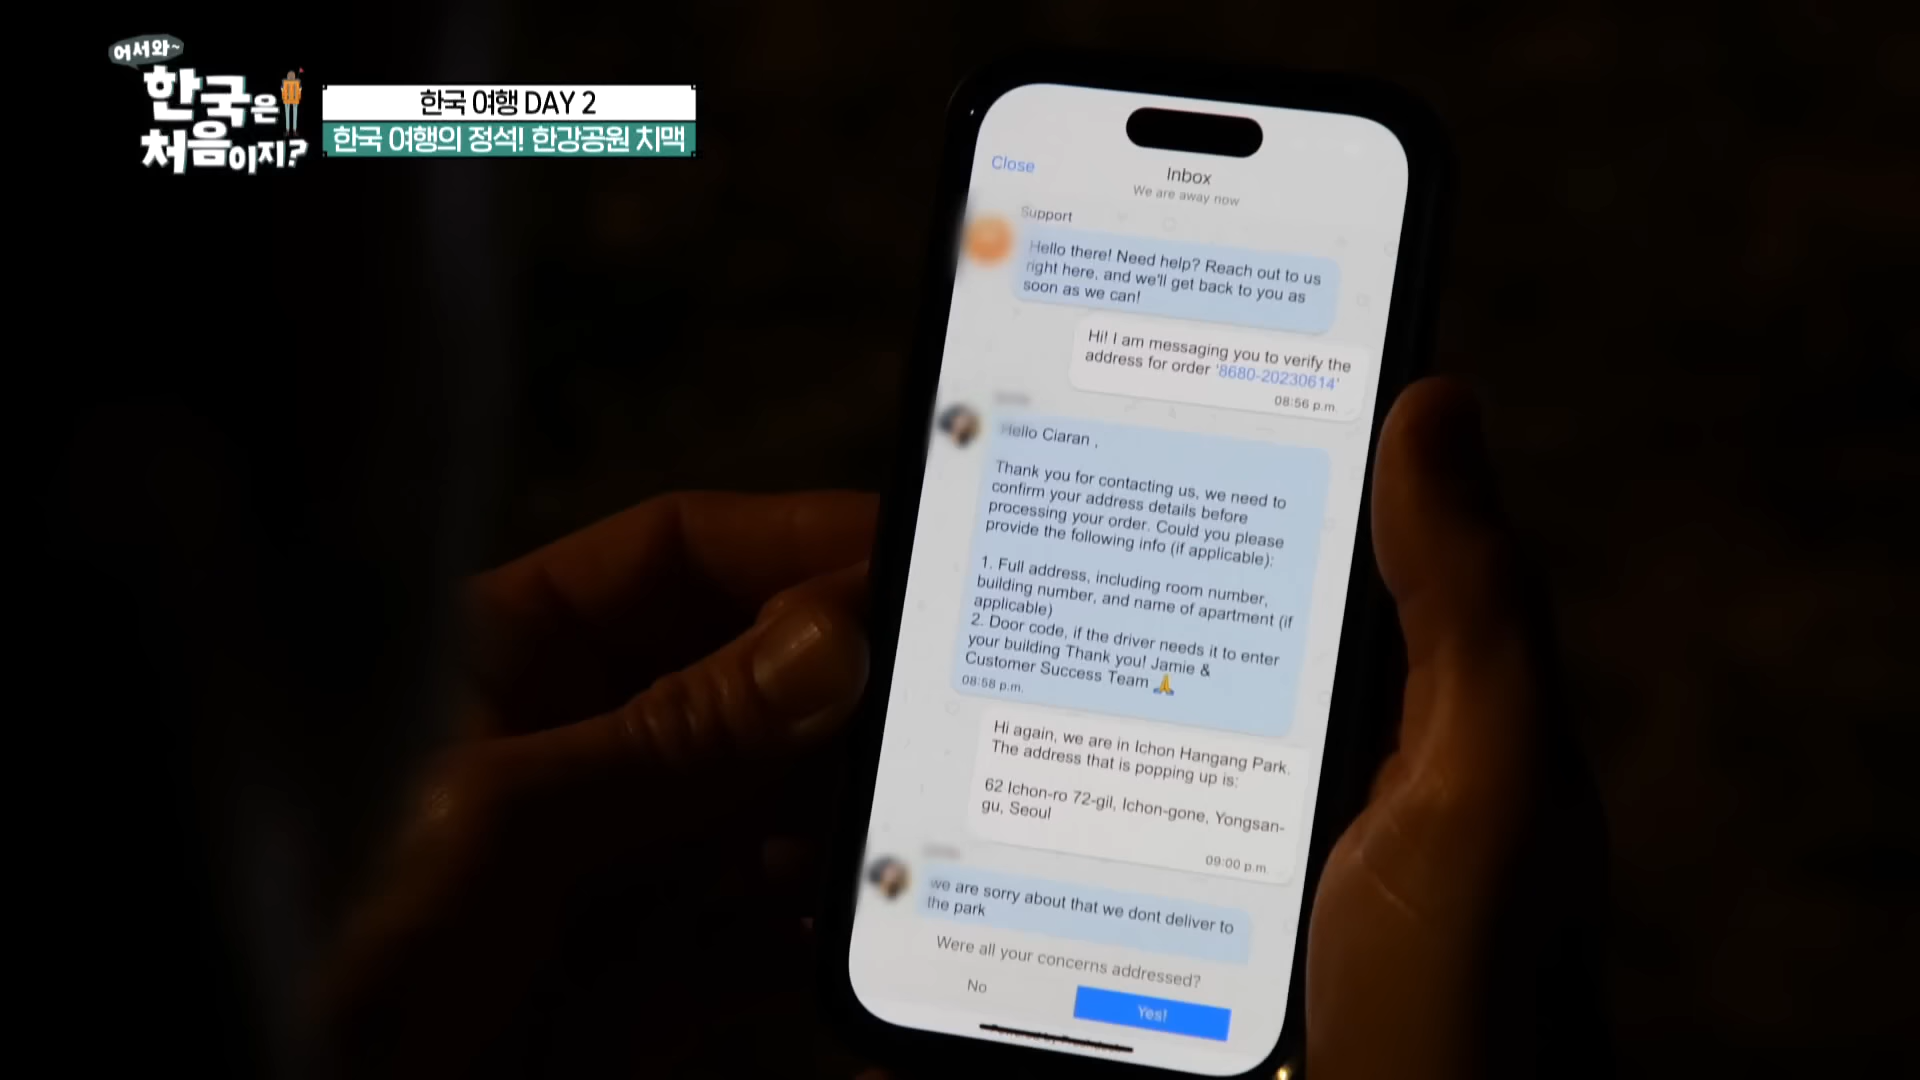 어서와~
한국은
처음이지?
한국 여행 DAY 2
한국 여행의 정석! 한강공원 치맥
Close
Inbox
We are away now
Support
Hello there! Need help? Reach out to us
right here, and we'll get back to you as
soon as we can!
Hi! I am messaging you to verify the
address for order '8680-20230614'
08:56 p.m.
Hello Ciaran ,
Thank you for contacting us, we need to
confirm your address details before
processing your order. Could you please
provide the following info (if applicable):
1. Full address, including room number,
building number, and name of apartment (if
applicable)
2. Door code, if the driver needs it to enter
your building Thank you! Jamie &
Customer Success Team 🙏
08:58 p.m.
Hi again, we are in Ichon Hangang Park.
The address that is popping up is:
62 Ichon-ro 72-gil, Ichon-gone, Yongsan-
gu, Seoul
09:00 p.m.
we are sorry about that we dont deliver to
the park
Were all your concerns addressed?
No
Yes!